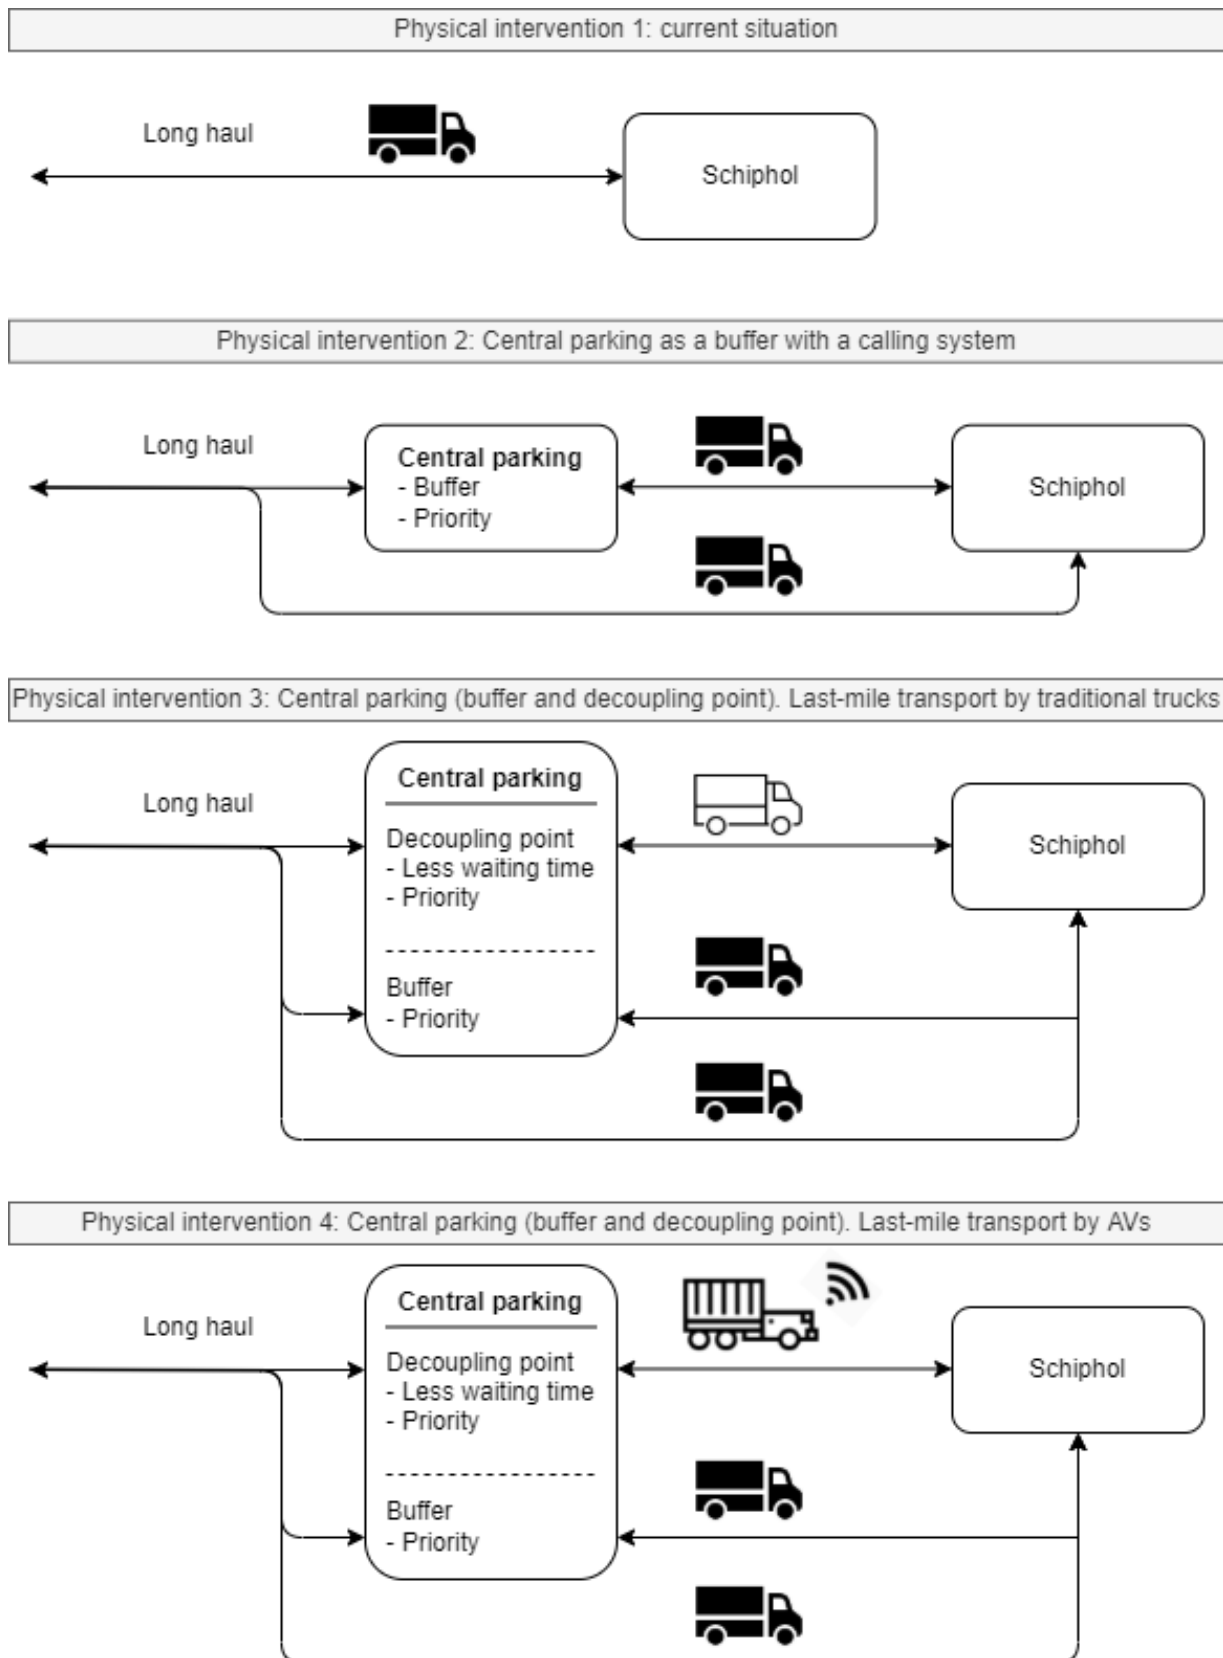 Physical intervention 1: current situation
Long haul
Schiphol
Physical intervention 2: Central parking as a buffer with a calling system
Long haul
Central parking
- Buffer
- Priority
Schiphol
Physical intervention 3: Central parking (buffer and decoupling point). Last-mile transport by traditional trucks
Long haul
Central parking
Decoupling point
- Less waiting time
- Priority
Buffer
- Priority
Schiphol
Physical intervention 4: Central parking (buffer and decoupling point). Last-mile transport by AVs
Long haul
Central parking
Decoupling point
- Less waiting time
- Priority
Buffer
- Priority
Schiphol